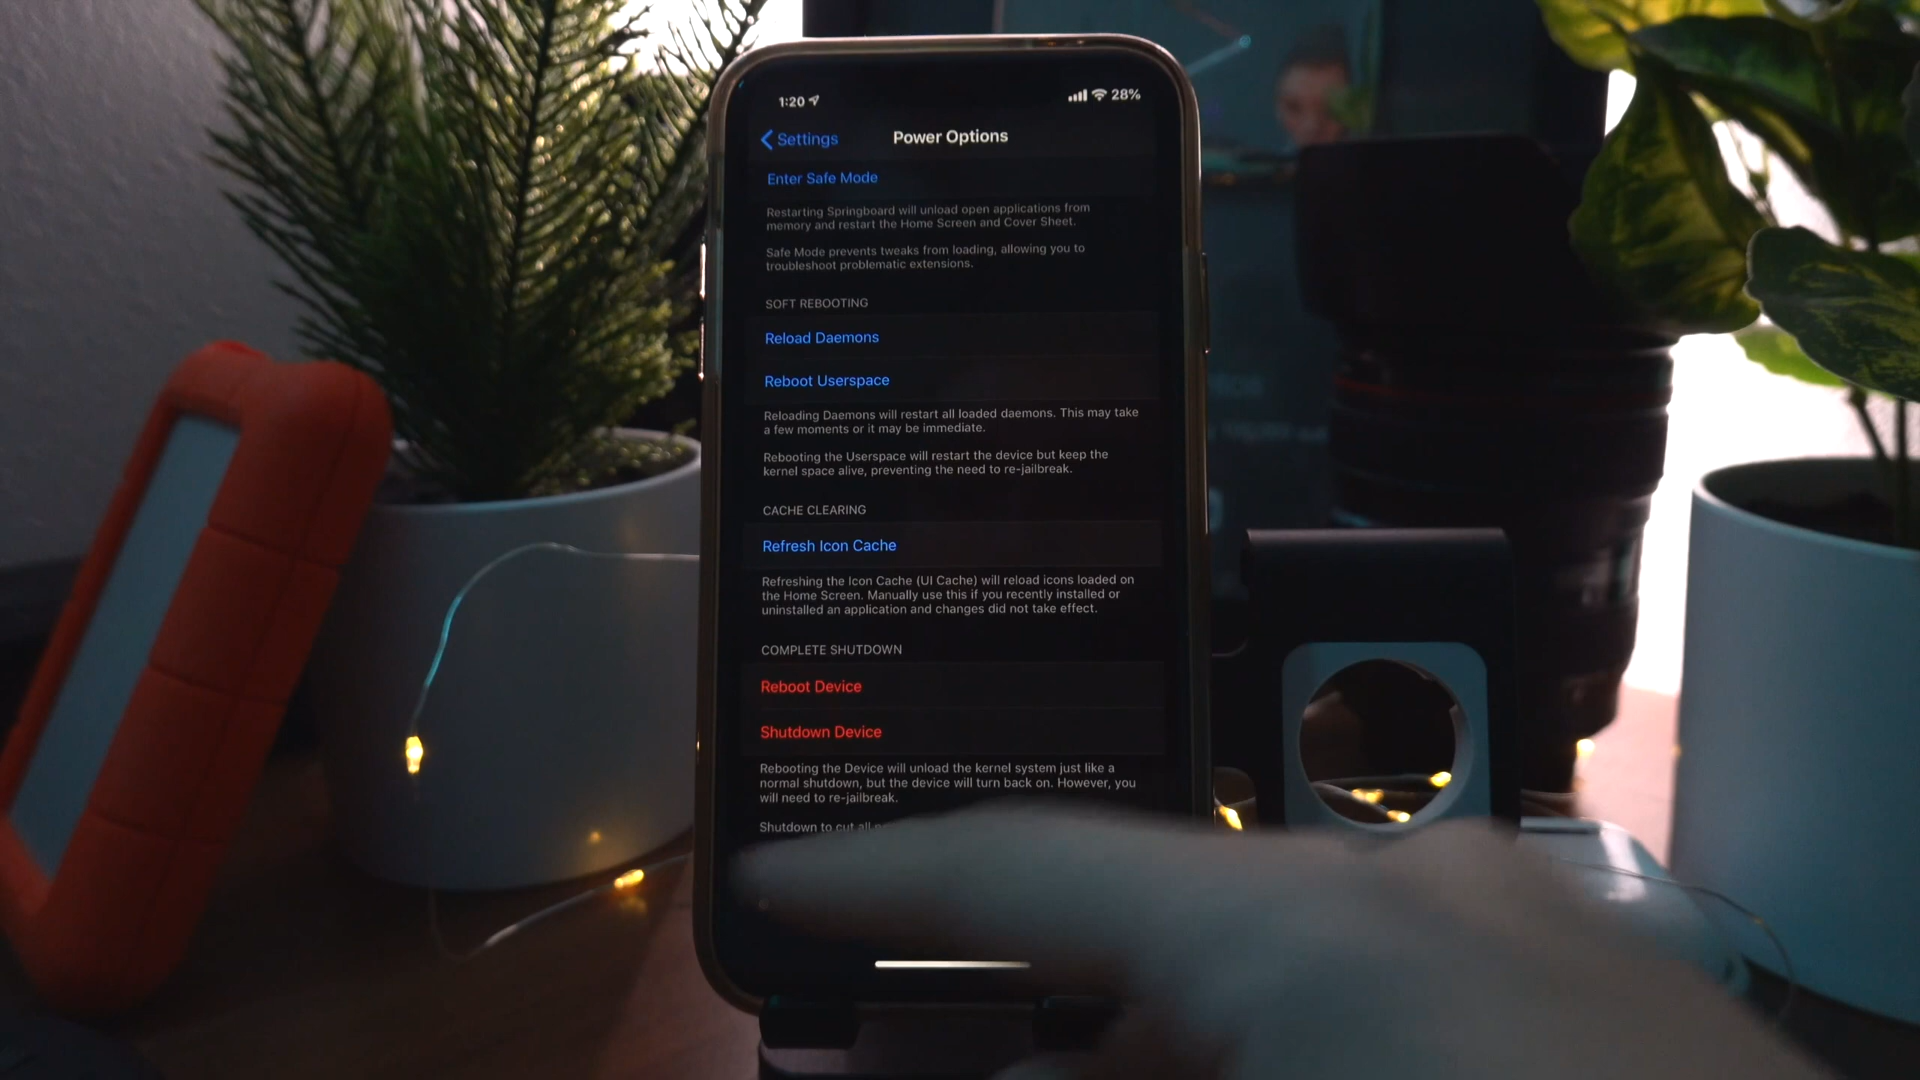 1:20
28%
Settings
Power Options
Enter Safe Mode
Restarting Springboard will unload open applications from
memory and restart the Home Screen and Cover Sheet.
Safe Mode prevents tweaks from loading, allowing you to
troubleshoot problematic extensions.
SOFT REBOOTING
Reload Daemons
Reboot Userspace
Reloading Daemons will restart all loaded daemons. This may take
a few moments or it may be immediate.
Rebooting the Userspace will restart the device but keep the
kernel space alive, preventing the need to re-jailbreak.
CACHE CLEARING
Refresh Icon Cache
Refreshing the Icon Cache (UI Cache) will reload icons loaded on
the Home Screen. Manually use this if you recently installed or
uninstalled an application and changes did not take effect.
COMPLETE SHUTDOWN
Reboot Device
Shutdown Device
Rebooting the Device will unload the kernel system just like a
normal shutdown, but the device will turn back on. However, you
will need to re-jailbreak.
Shutdown to cut all